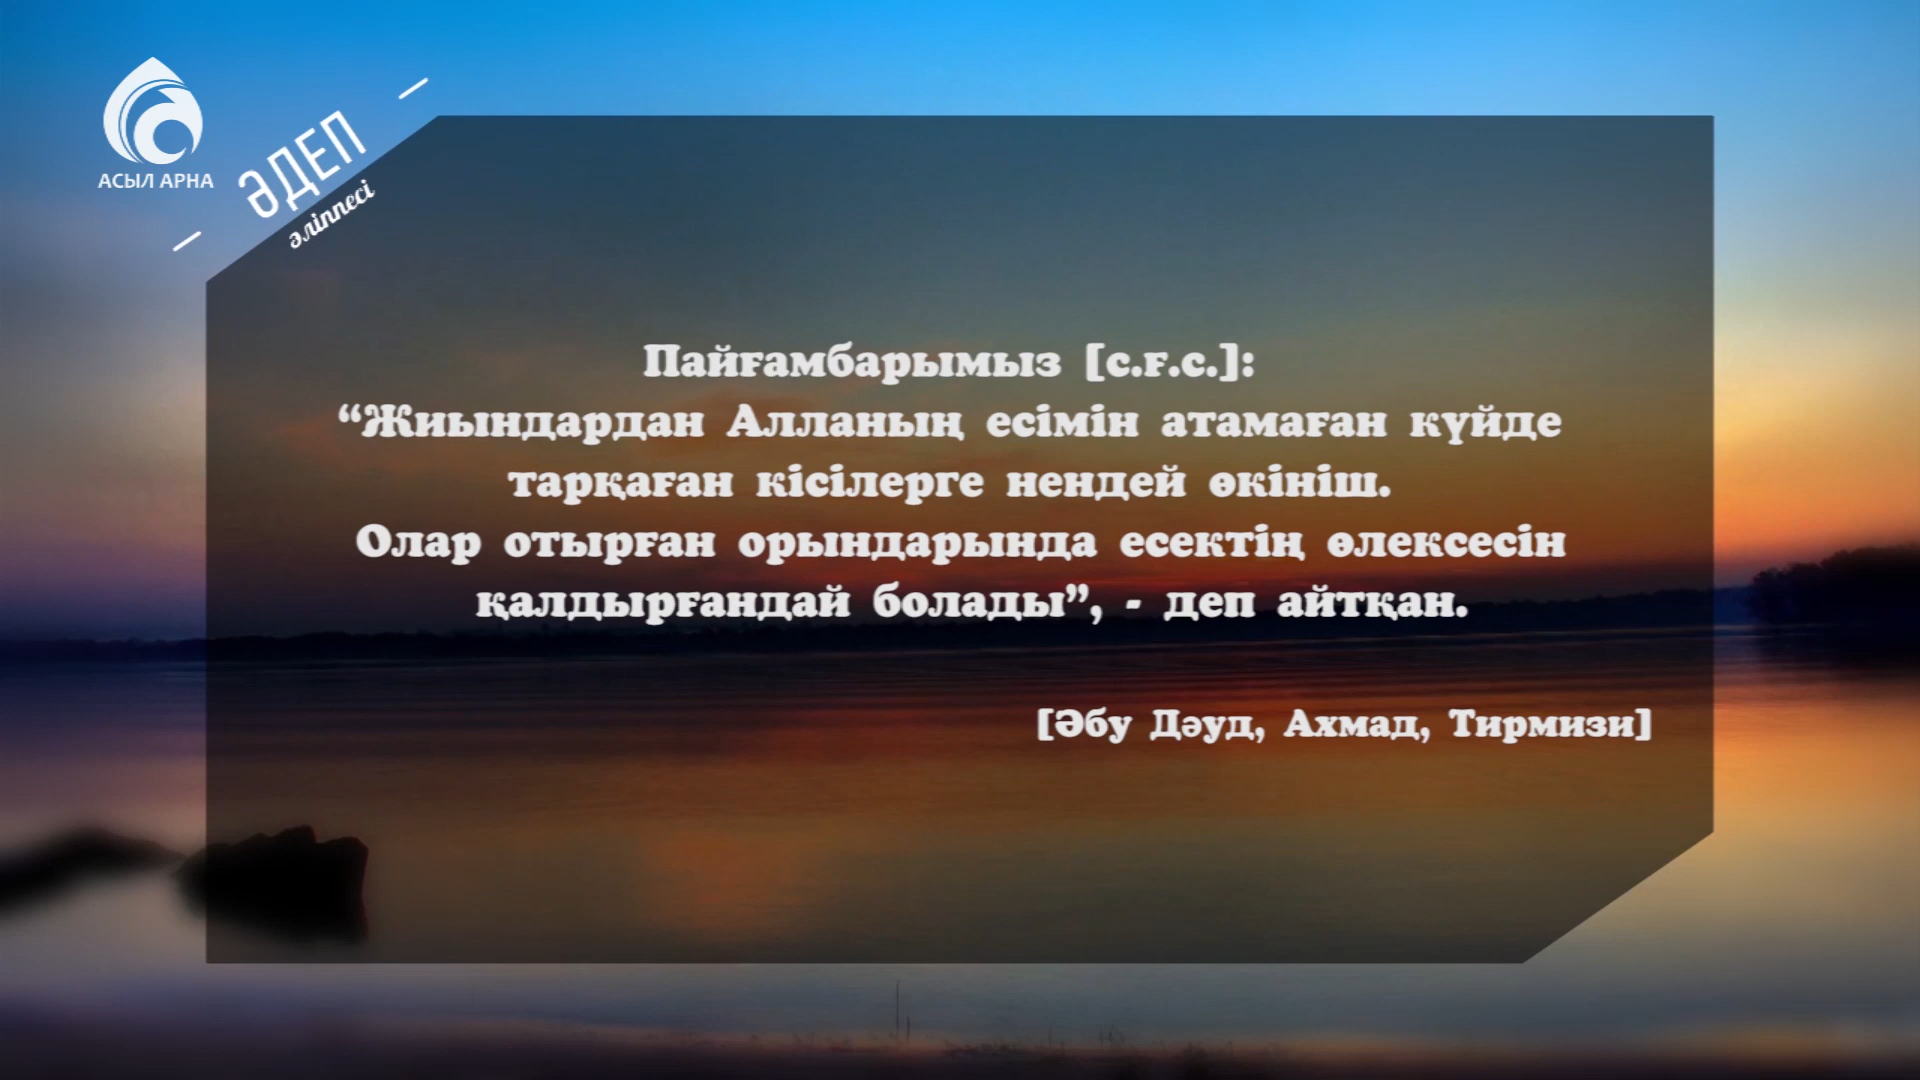 АСЫЛ АРНА
ӘДЕП
әліппесі
Пайғамбарымыз [с.ғ.с.]:
“Жиындардан Алланың есімін атамаған күйде
тарқаған кісілерге нендей өкініш.
Олар отырған орындарында есектің өлексесін
қалдырғандай болады”, - деп айтқан.
[Әбу Дәуд, Ахмад, Тирмизи]